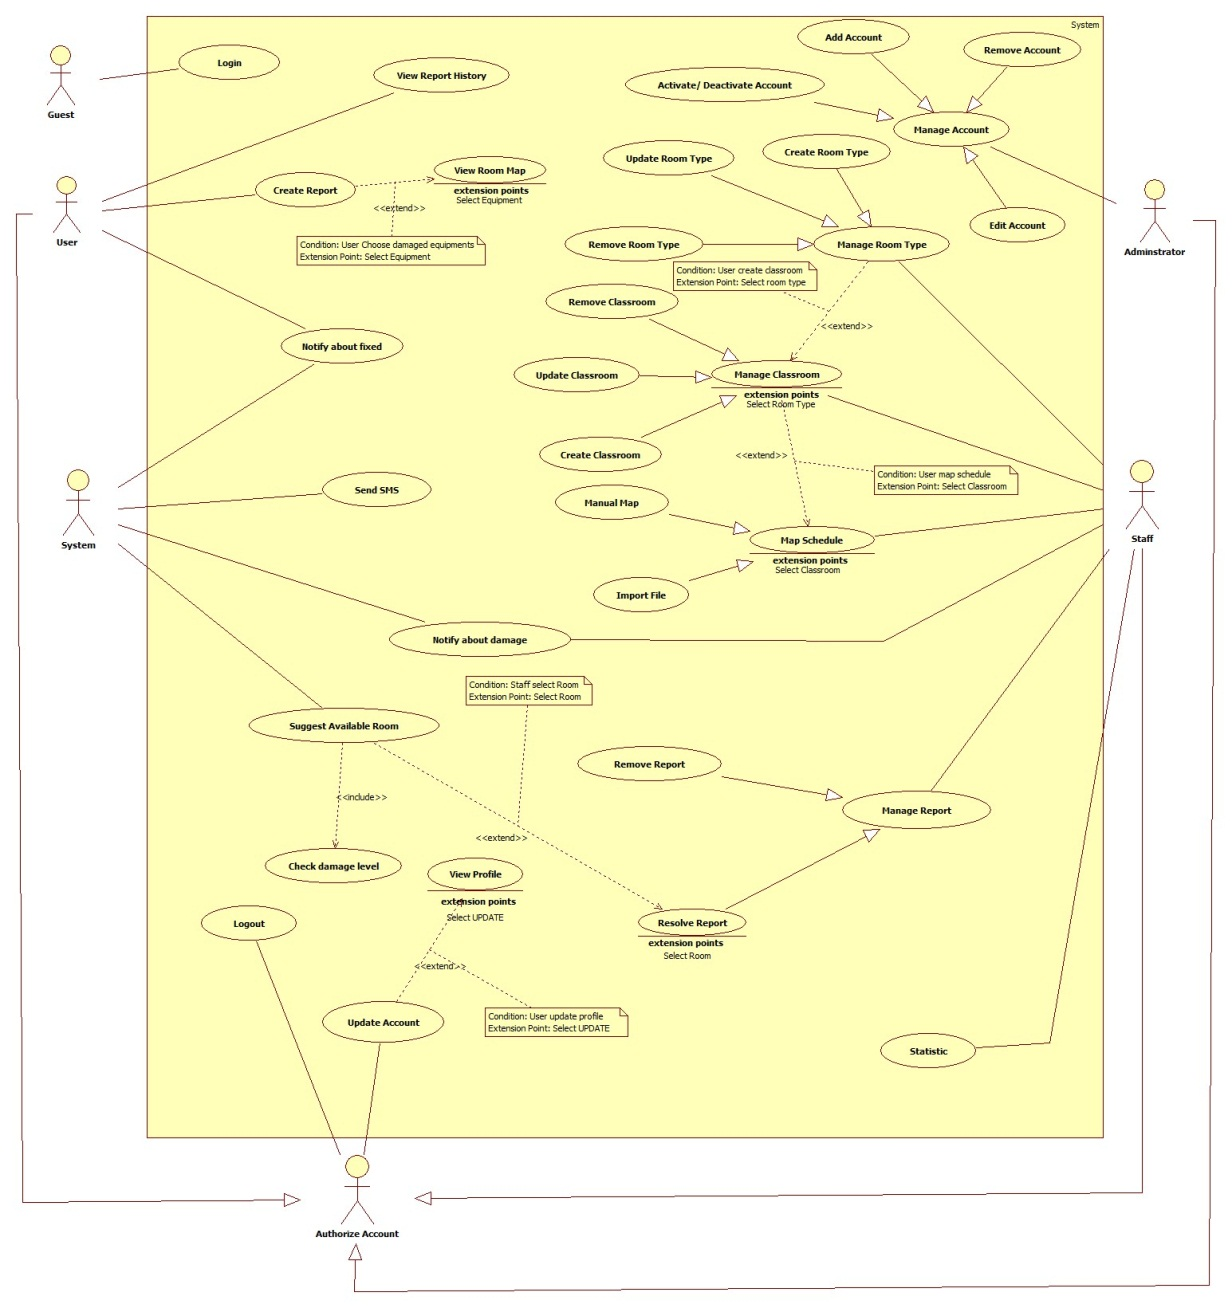 System
Add Account
Remove Account
Login
Guest
View Report History
Activate/ Deactivate Account
Manage Account
Update Room Type
Create Room Type
View Room Map
extension points
Select Equipment
Create Report
<<extend>>
User
Condition: User Choose damaged equipments
Extension Point: Select Equipment
Edit Account
Adminstrator
Remove Room Type
Manage Room Type
Condition: User create classroom
Extension Point: Select room type
Remove Classroom
<<extend>>
Notify about fixed
Update Classroom
Manage Classroom
extension points
Select Room Type
Create Classroom
<<extend>>
Condition: User map schedule
Extension Point: Select Classroom
Send SMS
Manual Map
System
Staff
Map Schedule
extension points
Select Classroom
Import File
Notify about damage
Condition: Staff select Room
Extension Point: Select Room
Suggest Available Room
Remove Report
<<include>>
Manage Report
<<extend>>
Check damage level
View Profile
extension points
Select UPDATE
Logout
Resolve Report
extension points
Select Room
<<extend>>
Update Account
Condition: User update profile
Extension Point: Select UPDATE
Statistic
Authorize Account